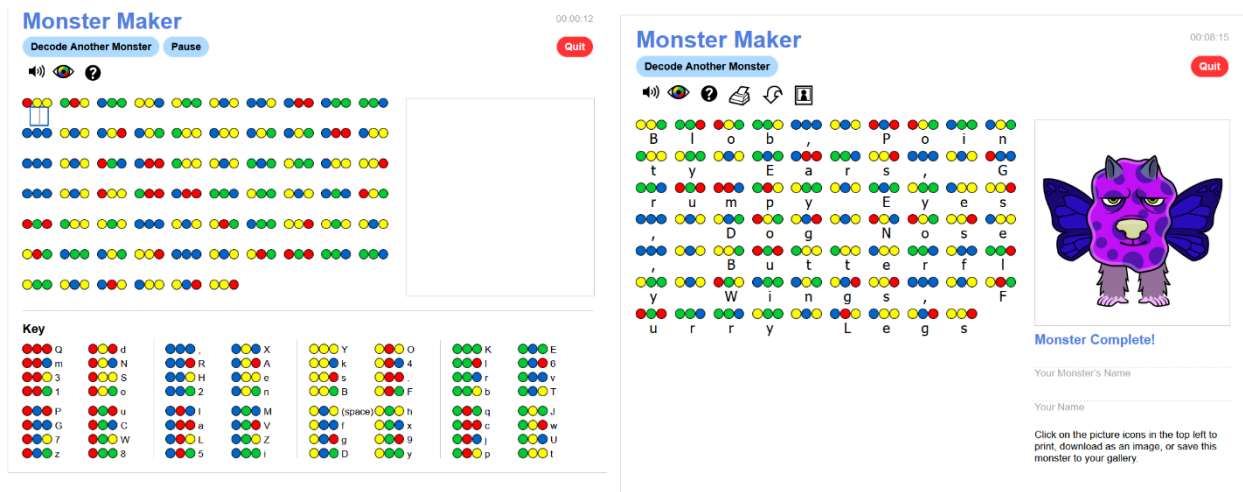 Monster Maker
00:00:12
Decode Another Monster Pause
Quit
?
Key
Q d , X Y O K E
m N R A k 4 l 6
3 S H e s . r v
1 o 2 n B F b T
P u I M (space) h q J
G C a V f x c w
7 W L Z g 9 j U
z 8 5 i D y p t
Monster Maker
00:08:15
Decode Another Monster
Quit
?
B l o b , P o i n
t y E a r s , G
r u m p y E y e s
, D o g N o s e
, B u t t e r f l
y W i n g s , F
u r r y L e g s
Monster Complete!
Your Monster's Name
Your Name
Click on the picture icons in the top left to
print, download as an image, or save this
monster to your gallery.